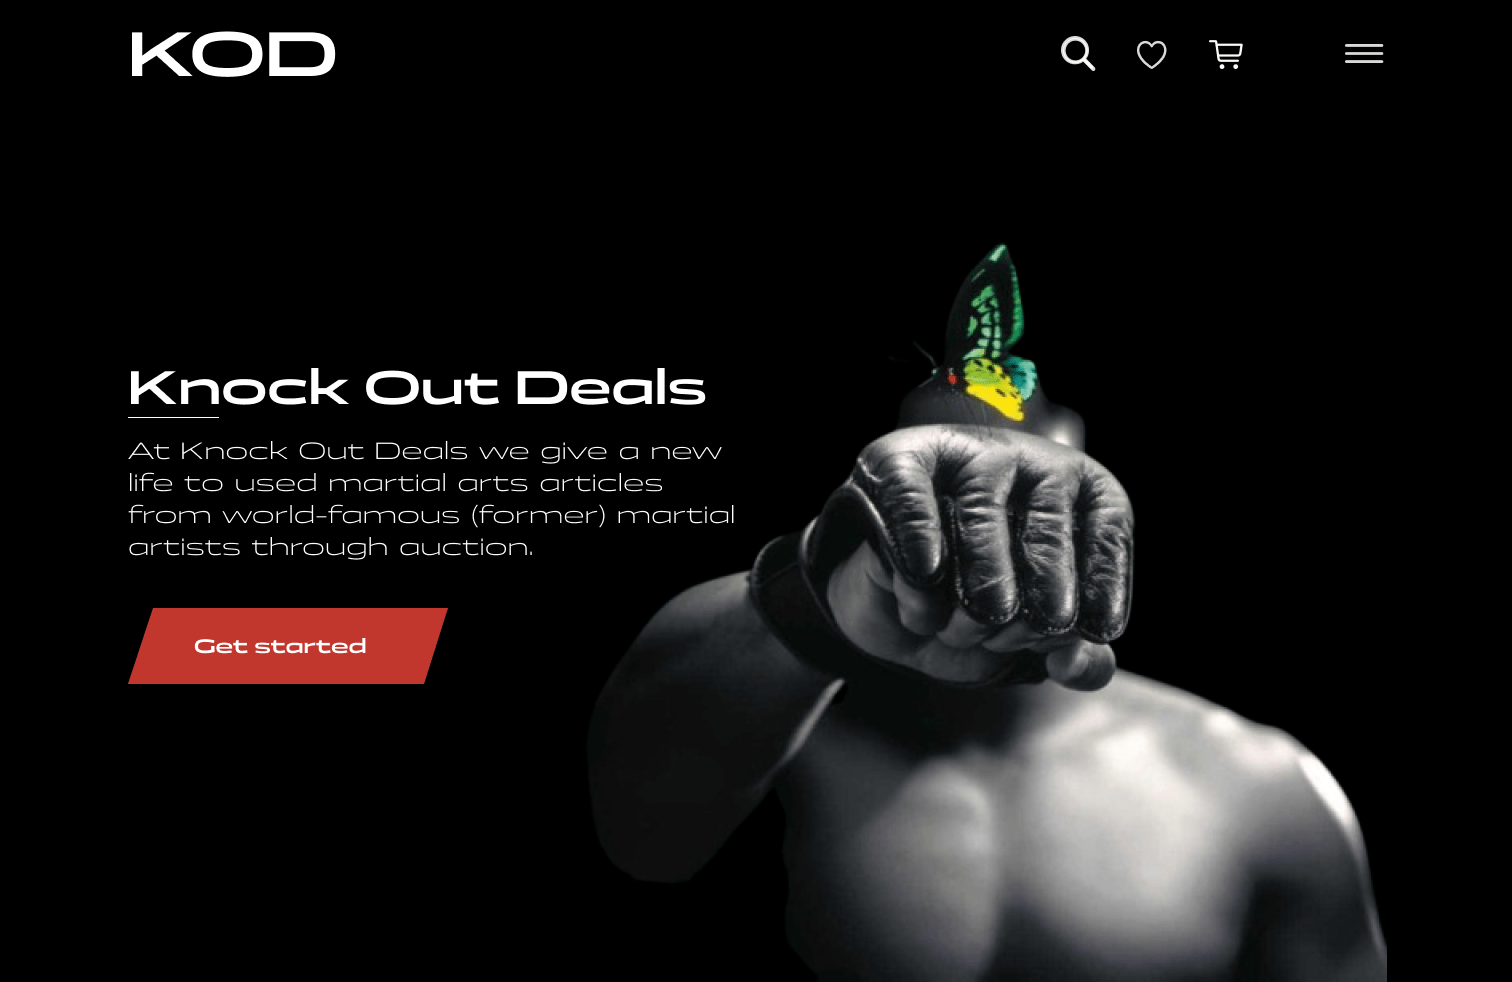 KOD
Knock Out Deals
At Knock Out Deals we give a new
life to used martial arts articles
from world-famous (former) martial
artists through auction.
Get started